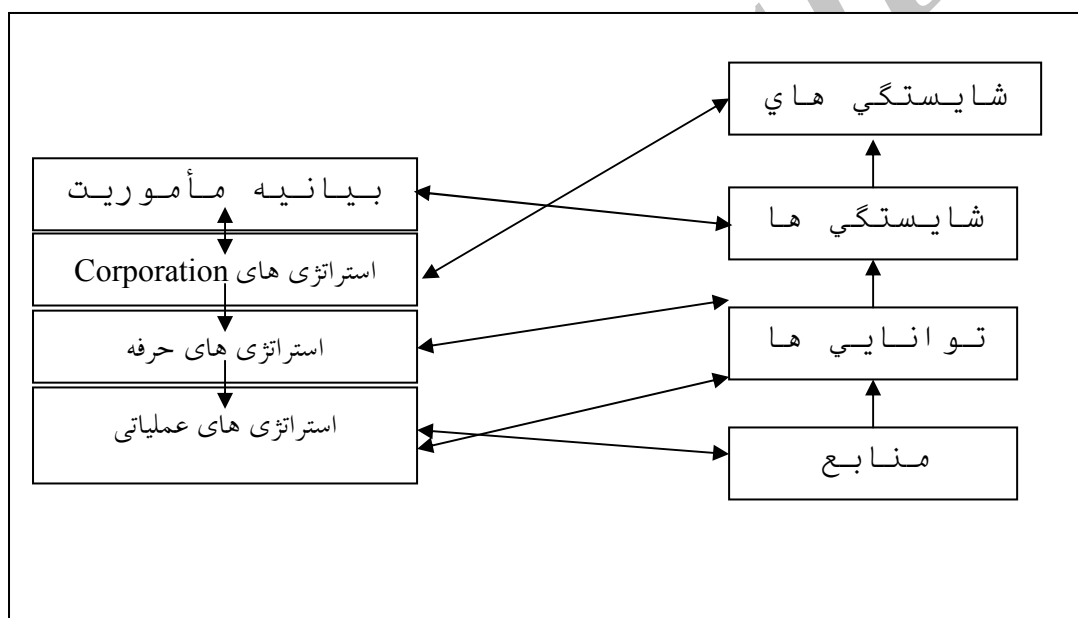 شايستگي هاي
بيانيه مأموريت
شايستگي ها
استراتژی های Corporation
استراتژی های حرفه
توانايي ها
استراتژی های عملیاتی
منابع